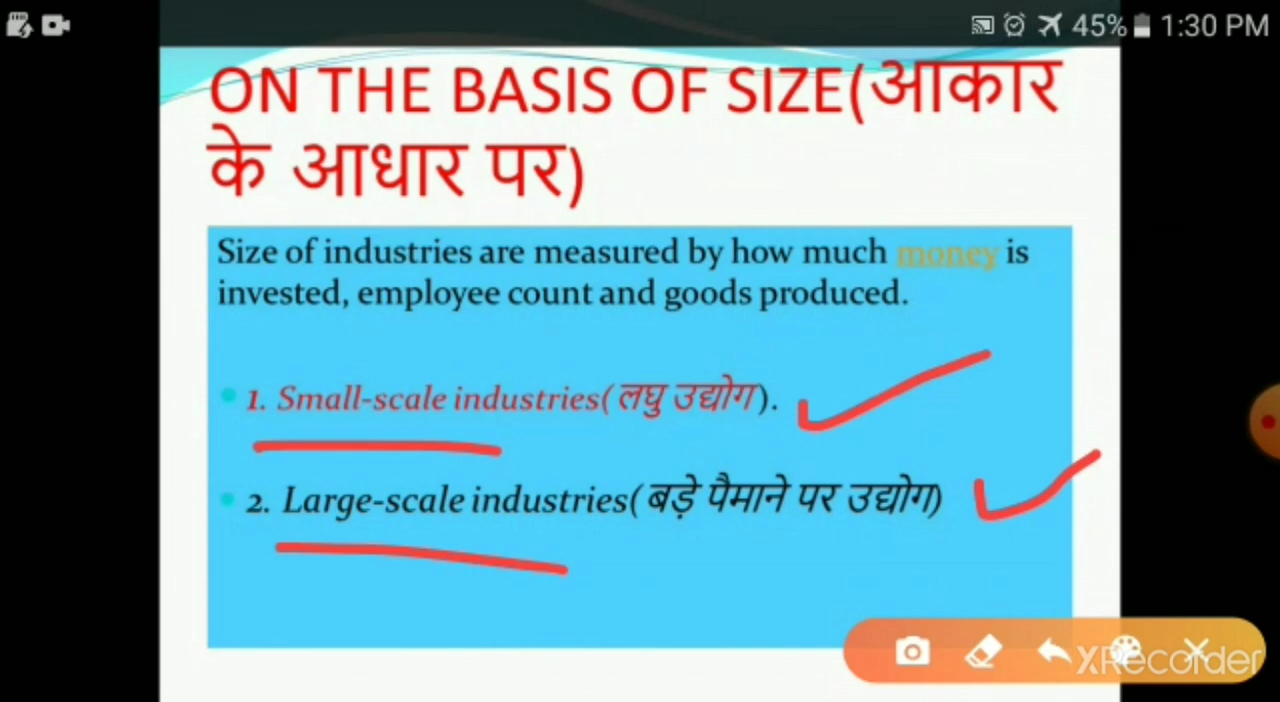 45% 1:30 PM
ON THE BASIS OF SIZE(आकार
के आधार पर)
Size of industries are measured by how much money is
invested, employee count and goods produced.
1. Small-scale industries(लघु उद्योग).
2. Large-scale industries(बड़े पैमाने पर उद्योग)
XRecorder